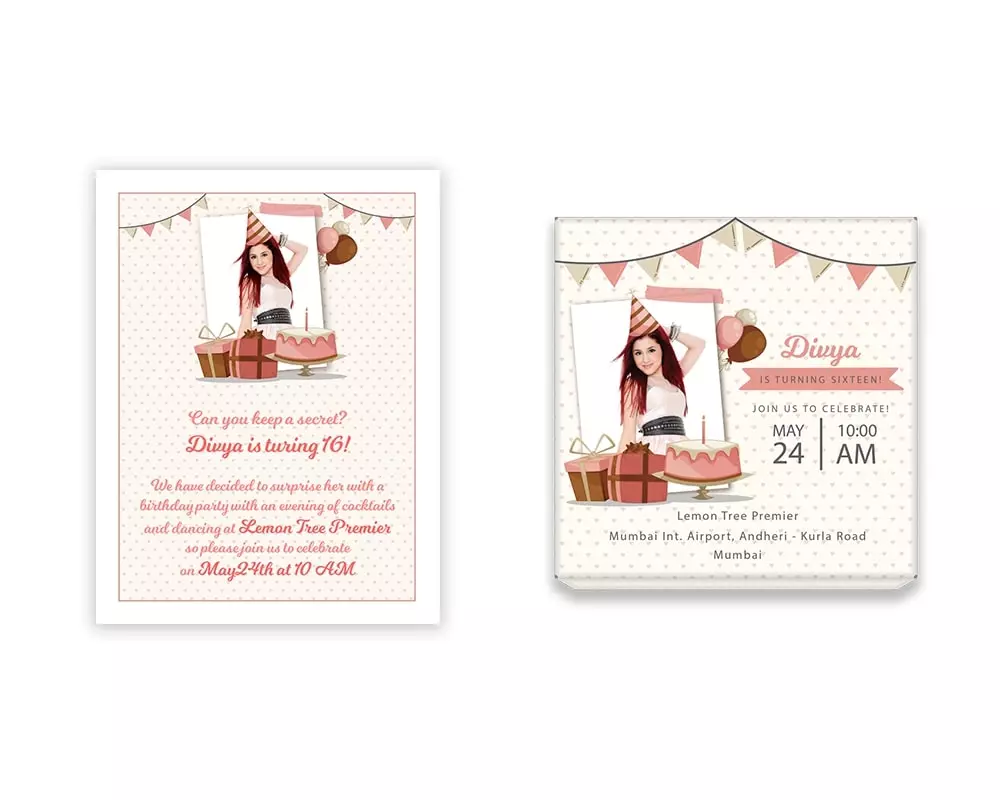 Can you keep a secret?
Divya is turing 16!
We have decided to surprise her with a
birthday party with an evening of cocktails
and dancing at Lemon Tree Premier
so please join us to celebrate
on May24th at 10 AM
Divya
IS TURNING SIXTEEN!
JOIN US TO CELEBRATE!
MAY
24
10:00
AM
Lemon Tree Premier
Mumbai Int. Airport, Andheri - Kurla Road
Mumbai